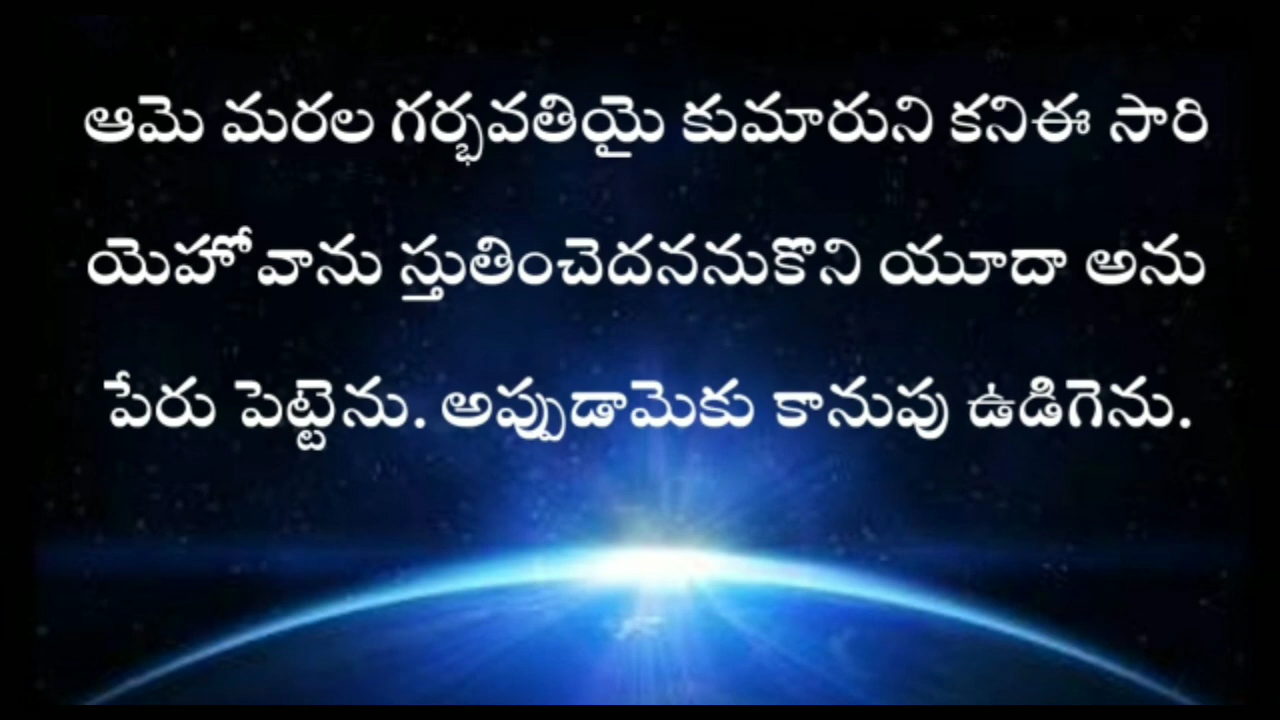 ఆమె మరల గర్భవతియై కుమారుని కనిఈ సారి
యెహోవాను స్తుతించెదననుకొని యూదా అను
పేరు పెట్టెను. అప్పుడామెకు కానుపు ఉడిగెను.